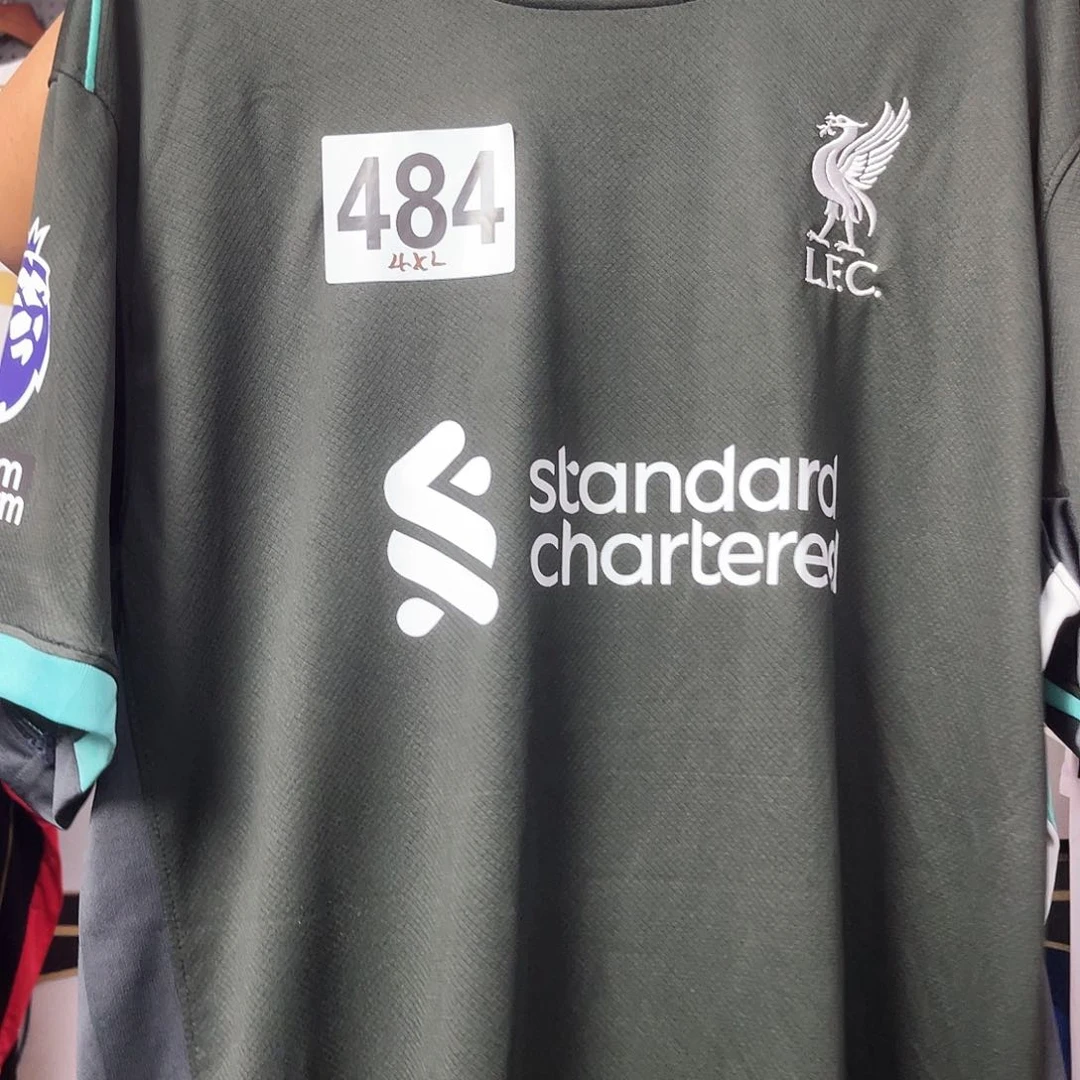 484
4XL
L.F.C.
standard
chartered
m
m